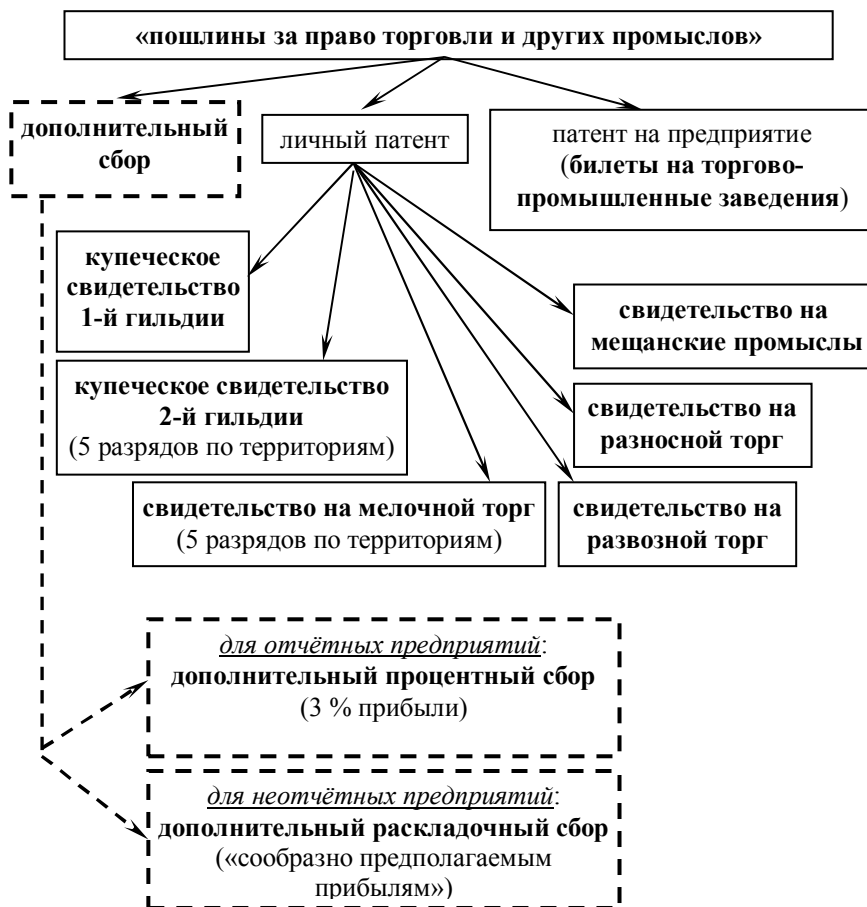 «пошлины за право торговли и других промыслов»
дополнительный
сбор
личный патент
патент на предприятие
(билеты на торгово-
промышленные заведения)
купеческое
свидетельство
1-й гильдии
свидетельство на
мещанские промыслы
купеческое свидетельство
2-й гильдии
(5 разрядов по территориям)
свидетельство на
разносной торг
свидетельство на мелочной торг
(5 разрядов по территориям)
свидетельство на
развозной торг
для отчётных предприятий:
дополнительный процентный сбор
(3 % прибыли)
для неотчётных предприятий:
дополнительный раскладочный сбор
(«сообразно предполагаемым
прибылям»)